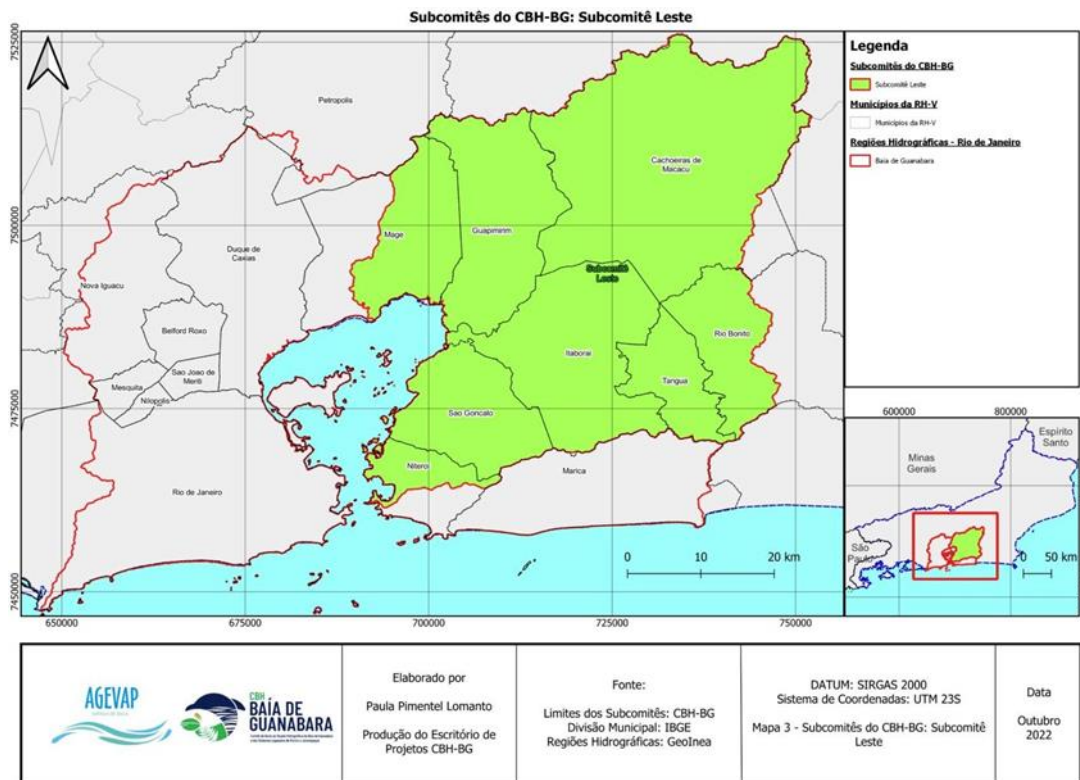 Subcomitês do CBH-BG: Subcomitê Leste
7525000
7500000
7475000
7450000
650000
675000
700000
725000
750000
Petropolis
Cachoeiras de
Macacu
Mage
Guapimirim
Duque de
Caxias
Nova Iguacu
Subcomitê
Leste
Belford Roxo
Rio Bonito
Itaborai
Sao Joao de
Meriti
Mesquita
Nilopolis
Tangua
Sao Goncalo
Niteroi
Marica
Rio de Janeiro
0 10 20 km
Legenda
Subcomitês do CBH-BG
Subcomitê Leste
Municípios da RH-V
Municípios da RH-V
Regiões Hidrográficas - Rio de Janeiro
Baía de Guanabara
600000
800000
Espírito
Santo
Minas
Gerais
São
Paulo
0 50 km
AGEVAP
CBH
BAÍA DE
GUANABARA
Elaborado por
Paula Pimentel Lomanto
Produção do Escritório de
Projetos CBH-BG
Fonte:
Limites dos Subcomitês: CBH-BG
Divisão Municipal: IBGE
Regiões Hidrográficas: GeoInea
DATUM: SIRGAS 2000
Sistema de Coordenadas: UTM 23S
Mapa 3 - Subcomitês do CBH-BG: Subcomitê
Leste
Data
Outubro
2022